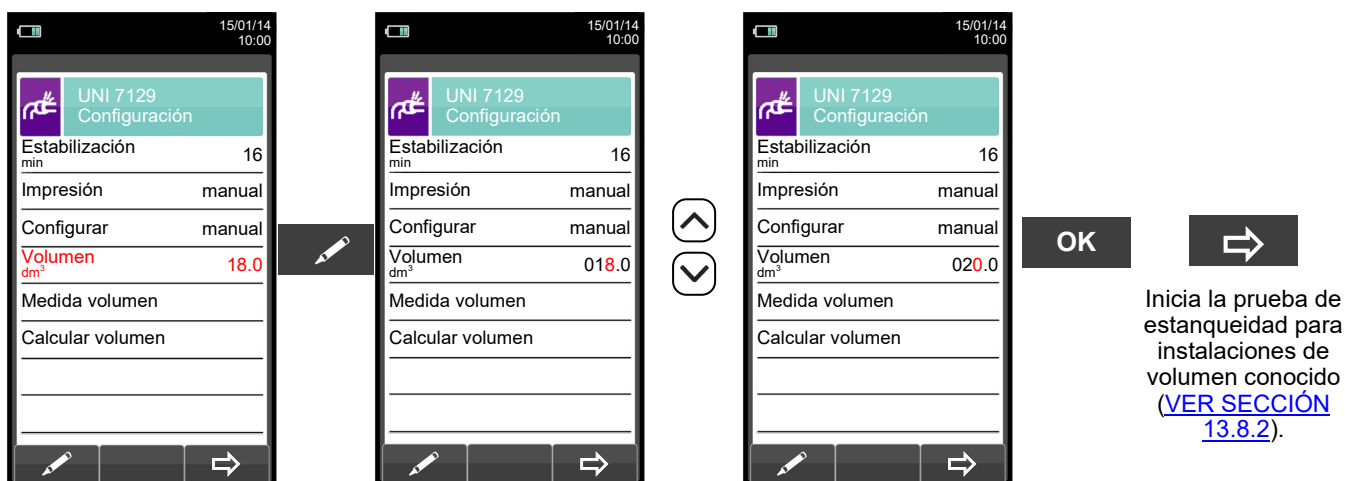 15/01/14
10:00
UNI 7129
Configuración
Estabilización
min
16
Impresión
manual
Configurar
manual
Volumen
dm³
18.0
Medida volumen
Calcular volumen
15/01/14
10:00
UNI 7129
Configuración
Estabilización
min
16
Impresión
manual
Configurar
manual
Volumen
dm³
018.0
Medida volumen
Calcular volumen
15/01/14
10:00
UNI 7129
Configuración
Estabilización
min
16
Impresión
manual
Configurar
manual
Volumen
dm³
020.0
Medida volumen
Calcular volumen
OK
Inicia la prueba de
estanqueidad para
instalaciones de
volumen conocido
(VER SECCIÓN
13.8.2).